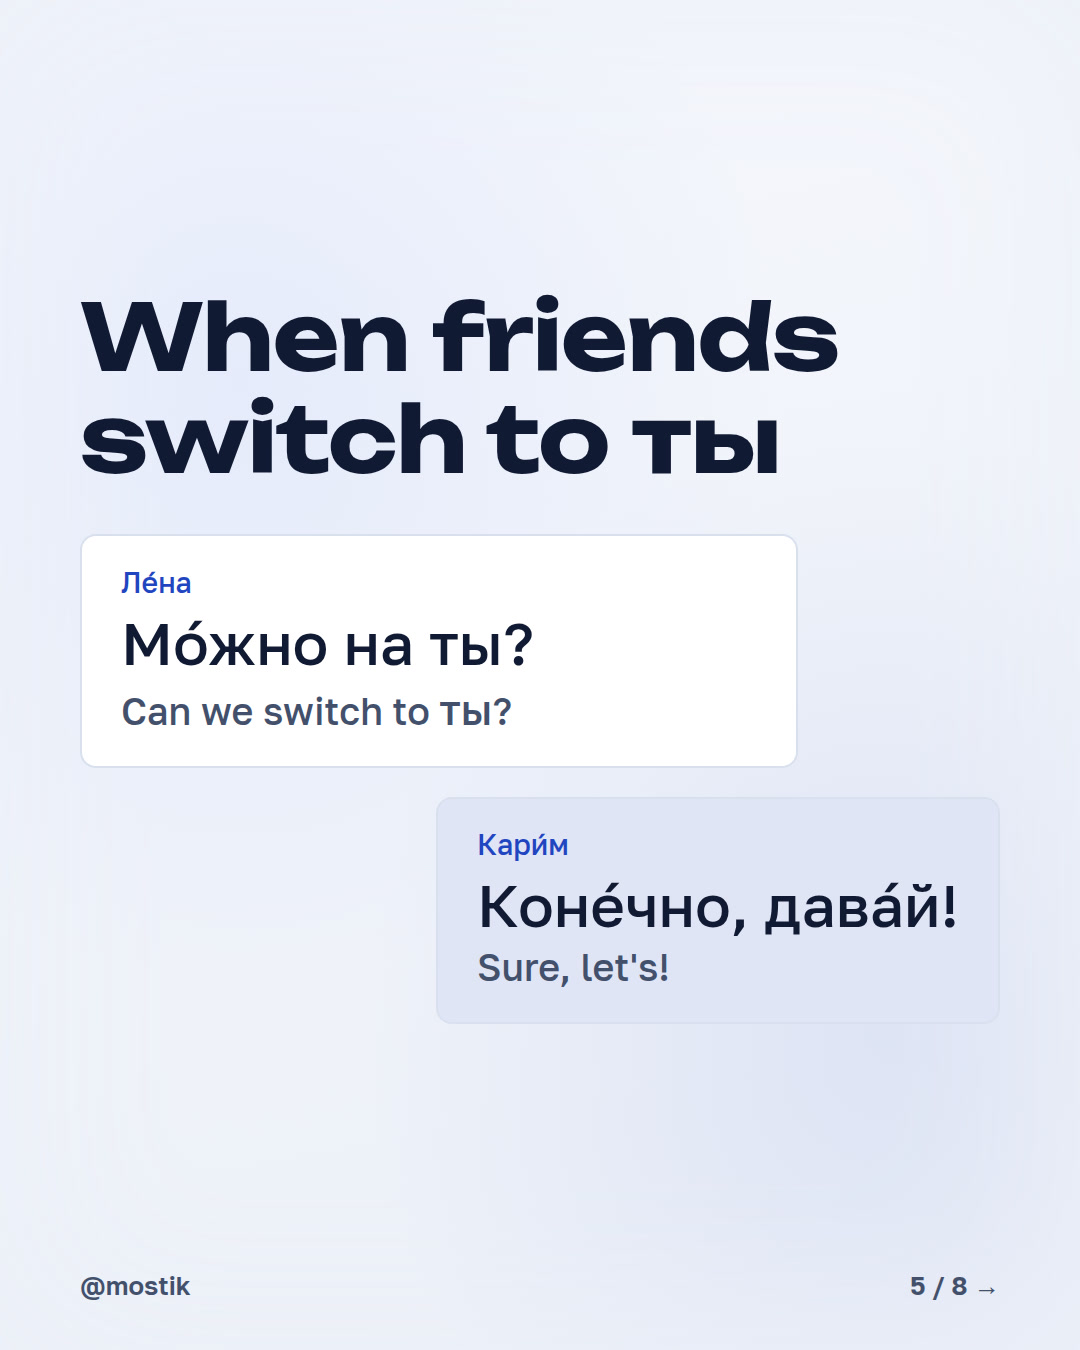 When friends
switch to ты
Ле́на
Мо́жно на ты?
Can we switch to ты?
Кари́м
Коне́чно, дава́й!
Sure, let's!
@mostik
5 / 8 →